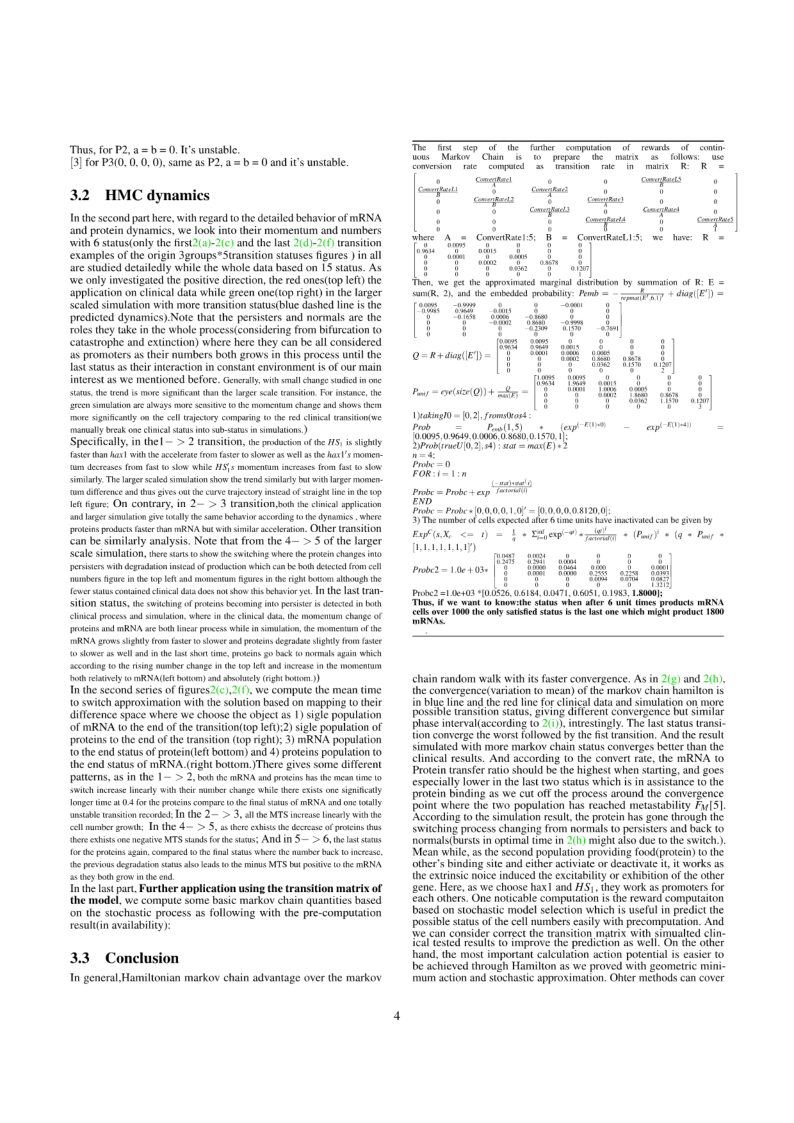 Thus, for P2, a = b = 0. It's unstable.
[3] for P3(0, 0, 0, 0), same as P2, a = b = 0 and it's unstable.
3.2 HMC dynamics
In the second part here, with regard to the detailed behavior of mRNA
and protein dynamics, we look into their momentum and numbers
with 6 status(only the first2(a)-2(c) and the last 2(d)-2(f) transition
examples of the origin 3groups*5transition statuses figures ) in all
are studied detailedly while the whole data based on 15 status. As
we only investigated the positive direction, the red ones(top left) the
application on clinical data while green one(top right) in the larger
scaled simulation with more transition status(blue dashed line is the
predicted dynamics).Note that the persisters and normals are the
roles they take in the whole process(considering from bifurcation to
catastrophe and extinction) where here they can be all considered
as promoters as their numbers both grows in this process until the
last status as their interaction in constant environment is of our main
interest as we mentioned before. Generally, with small change studied in one
status, the trend is more significant than the larger scale transition. For instance, the
green simulation are always more sensitive to the momentum change and shows them
more significantly on the cell trajectory comparing to the red clinical transition(we
manually break one clinical status into sub-status in simulations.)
Specifically, in the1− > 2 transition, the production of the HS₁ is slightly
faster than hax1 with the accelerate from faster to slower as well as the hax1's momen-
tum decreases from fast to slow while HS₁'s momentum increases from fast to slow
similarly. The larger scaled simulation show the trend similarly but with larger momen-
tum difference and thus gives out the curve trajectory instead of straight line in the top
left figure; On contrary, in 2− > 3 transition,both the clinical application
and larger simulation give totally the same behavior according to the dynamics , where
proteins products faster than mRNA but with similar acceleration. Other transition
can be similarly analysis. Note that from the 4− > 5 of the larger
scale simulation, there starts to show the switching where the protein changes into
persisters with degradation instead of production which can be both detected from cell
numbers figure in the top left and momentum figures in the right bottom although the
fewer status contained clinical data does not show this behavior yet. In the last tran-
sition status, the switching of proteins becoming into persister is detected in both
clinical process and simulation, where in the clinical data, the momentum change of
proteins and mRNA are both linear process while in simulation, the momentum of the
mRNA grows slightly from faster to slower and proteins degradate slightly from faster
to slower as well and in the last short time, proteins go back to normals again which
according to the rising number change in the top left and increase in the momentum
both relatively to mRNA(left bottom) and absolutely (right bottom.))
In the second series of figures2(c),2(f), we compute the mean time
to switch approximation with the solution based on mapping to their
difference space where we choose the object as 1) sigle population
of mRNA to the end of the transition(top left);2) sigle population of
proteins to the end of the transition (top right); 3) mRNA population
to the end status of protein(left bottom) and 4) proteins population to
the end status of mRNA.(right bottom.)There gives some different
patterns, as in the 1− > 2, both the mRNA and proteins has the mean time to
switch increase linearly with their number change while there exists one significatly
longer time at 0.4 for the proteins compare to the final status of mRNA and one totally
unstable transition recorded; In the 2− > 3, all the MTS increase linearly with the
cell number growth; In the 4− > 5, as there exhists the decrease of proteins thus
there exhists one negative MTS stands for the status; And in 5− > 6, the last status
for the proteins again, compared to the final status where the number back to increase,
the previous degradation status also leads to the minus MTS but positive to the mRNA
as they both grow in the end.
In the last part, Further application using the transition matrix of
the model, we compute some basic markov chain quantities based
on the stochastic process as following with the pre-computation
result(in availability):
3.3 Conclusion
In general,Hamiltonian markov chain advantage over the markov
The first step of the further computation of rewards of contin-
uous Markov Chain is to prepare the matrix as follows: use
conversion rate computed as transition rate in matrix R: R =
0 ConvertRate1/A 0 0 ConvertRateL5/B 0
ConvertRateL1/B 0 ConvertRate2/A 0 0 0
0 ConvertRateL2/B 0 ConvertRate3/A 0 0
0 0 ConvertRateL3/B 0 ConvertRate4/A 0
0 0 0 ConvertRateL4/B 0 ConvertRate5/A
0 0 0 0 0 1
where A = ConvertRate1:5; B = ConvertRateL1:5; we have: R =
0 0.0095 0 0 0 0
0.9634 0 0.0015 0 0 0
0 0.0001 0 0.0005 0 0
0 0 0.0002 0 0.8678 0
0 0 0 0.0362 0 0.1207
0 0 0 0 0 1
Then, we get the approximated marginal distribution by summation of R: E =
sum(R, 2), and the embedded probability: Pemb = − R/repmat(E',6,1)' + diag([E']) =
0.0095 −0.9999 0 0 −0.0001 0
−0.9985 0.9649 −0.0015 0 0 0
0 −0.1658 0.0006 −0.8680 0 0
0 0 −0.0002 0.8680 −0.9998 0
0 0 0 −0.2309 0.1570 −0.7691
0 0 0 0 0 0
Q = R + diag([E']) =
0.0095 0.0095 0 0 0 0
0.9634 0.9649 0.0015 0 0 0
0 0.0001 0.0006 0.0005 0 0
0 0 0.0002 0.8680 0.8678 0
0 0 0 0.0362 0.1570 0.1207
0 0 0 0 0 2
P_unif = eye(size(Q)) + Q/max(E) =
1.0095 0.0095 0 0 0 0
0.9634 1.9649 0.0015 0 0 0
0 0.0001 1.0006 0.0005 0 0
0 0 0.0002 1.8680 0.8678 0
0 0 0 0.0362 1.1570 0.1207
0 0 0 0 0 3
1)takingI0 = [0,2], froms0tos4 :
Prob = P_emb(1,5) * (exp^(−E(1)*0) − exp^(−E(1)*4)) =
[0.0095,0.9649,0.0006,0.8680,0.1570,1];
2)Prob(trueU[0,2],s4) : stat = max(E) * 2
n = 4;
Probc = 0
FOR : i = 1 : n
Probc = Probc + exp^((−stat)*stat^i / factorial(i))
END
Probc = Probc * [0,0,0,0,1,0]' = [0,0,0,0,0.8120,0];
3) The number of cells expected after 6 time units have inactivated can be given by
Exp^C(s,X_c <= t) = 1/q * Σ_{i=0}^{inf} exp(−qt) * (qt)^i/factorial(i) * (P_unif)^i * (q * P_unif *
[1,1,1,1,1,1,1]')
Probc2 = 1.0e + 03*
0.0487 0.0024 0 0 0 0
0.2475 0.2941 0.0004 0 0 0
0 0.0000 0.0464 0.000 0 0.0001
0 0.0001 0.0000 0.2555 0.2258 0.0393
0 0 0 0.0094 0.0704 0.0827
0 0 0 0 0 1.3212
Probc2 =1.0e+03 *[0.0526, 0.6184, 0.0471, 0.6051, 0.1983, 1.8000];
Thus, if we want to know:the status when after 6 unit times products mRNA
cells over 1000 the only satisfied status is the last one which might product 1800
mRNAs.
.
chain random walk with its faster convergence. As in 2(g) and 2(h),
the convergence(variation to mean) of the markov chain hamilton is
in blue line and the red line for clinical data and simulation on more
possible transition status, giving different convergence but similar
phase interval(according to 2(i)), intrestingly. The last status transi-
tion converge the worst followed by the fist transition. And the result
simulated with more markov chain status converges better than the
clinical results. And according to the convert rate, the mRNA to
Protein transfer ratio should be the highest when starting, and goes
especially lower in the last two status which is in assistance to the
protein binding as we cut off the process around the convergence
point where the two population has reached metastability F_M[5].
According to the simulation result, the protein has gone through the
switching process changing from normals to persisters and back to
normals(bursts in optimal time in 2(h) might also due to the switch.).
Mean while, as the second population providing food(protein) to the
other's binding site and either activiate or deactivate it, it works as
the extrinsic noice induced the excitability or exhibition of the other
gene. Here, as we choose hax1 and HS₁, they work as promoters for
each others. One noticable computation is the reward computaiton
based on stochastic model selection which is useful in predict the
possible status of the cell numbers easily with precomputation. And
we can consider correct the transition matrix with simualted clin-
ical tested results to improve the prediction as well. On the other
hand, the most important calculation action potential is easier to
be achieved through Hamilton as we proved with geometric mini-
mum action and stochastic approximation. Ohter methods can cover
4